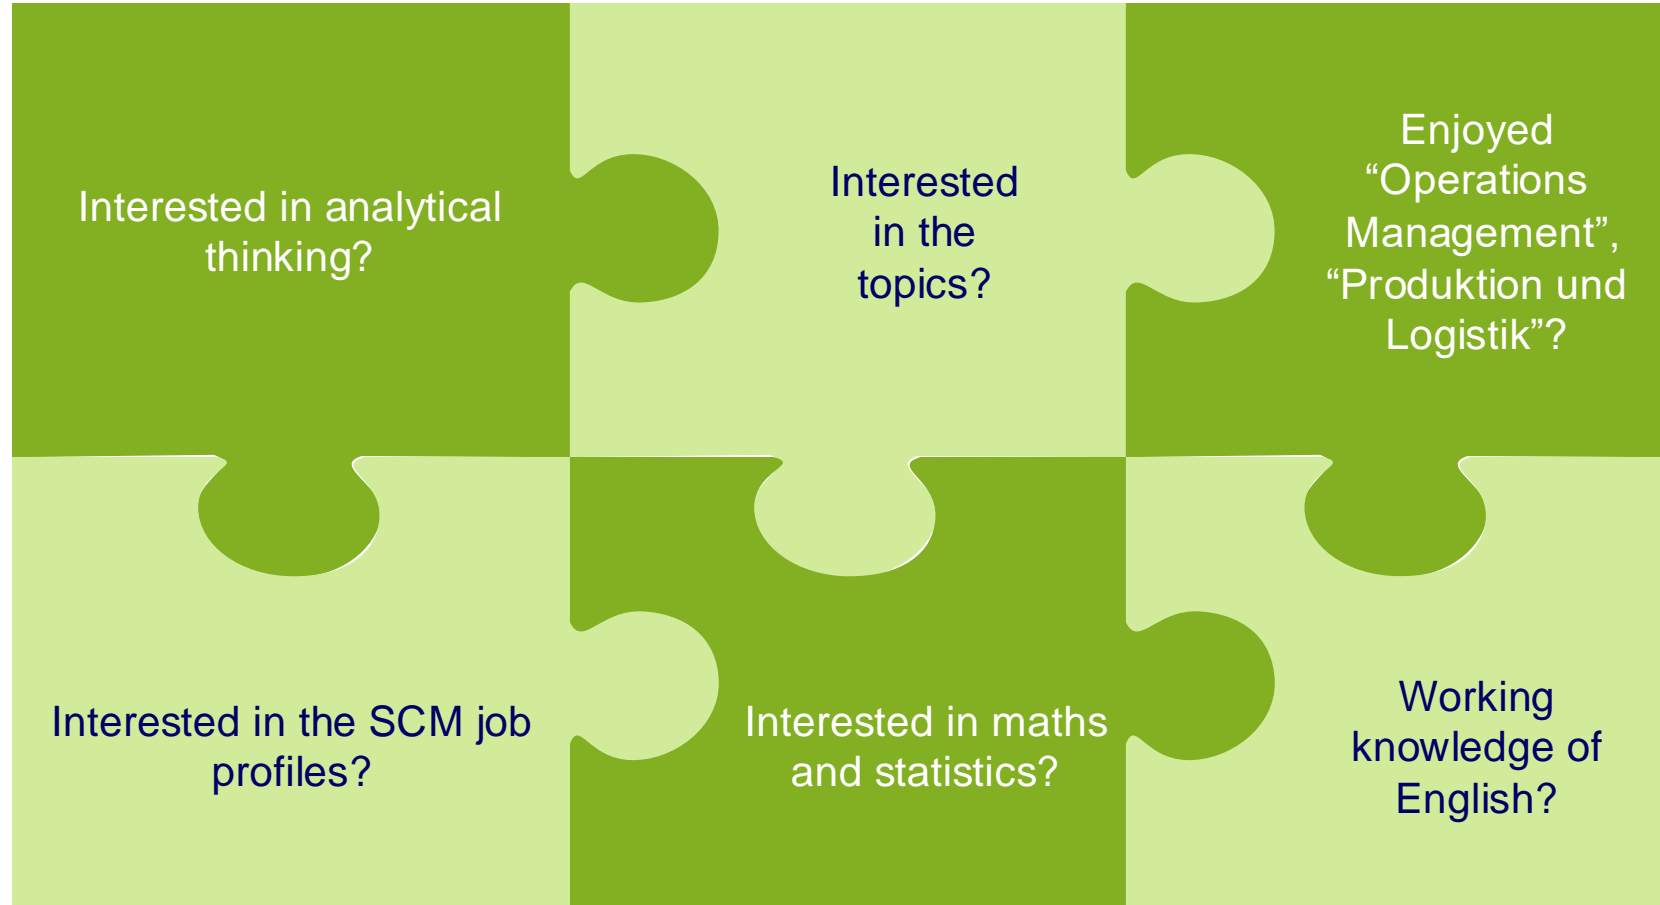 Interested in analytical
thinking?
Interested
in the
topics?
Enjoyed
“Operations
Management”,
“Produktion und
Logistik”?
Interested in the SCM job
profiles?
Interested in maths
and statistics?
Working
knowledge of
English?